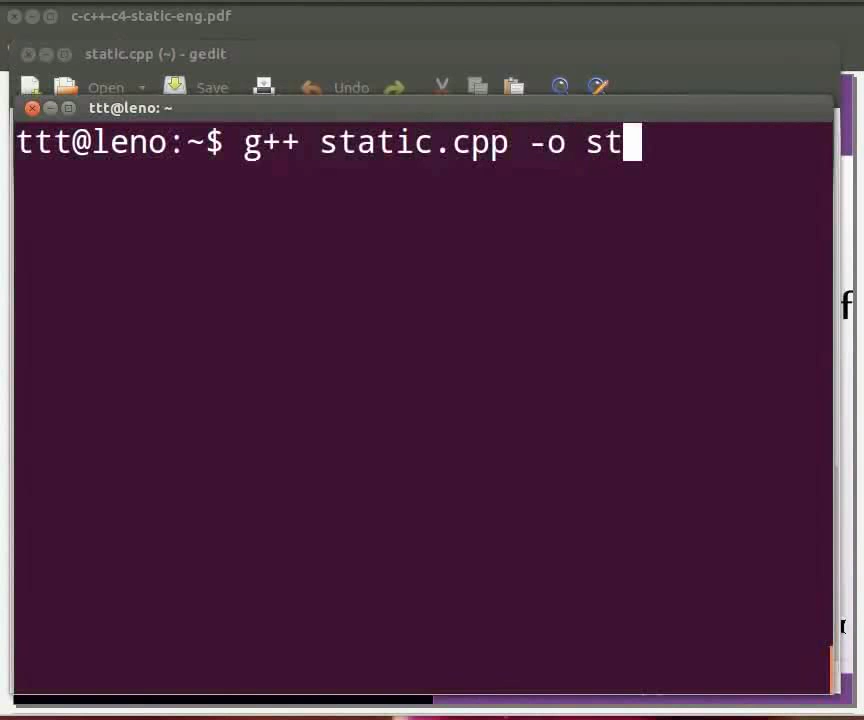 c-c++-c4-static-eng.pdf
static.cpp (~) - gedit
Open Save Undo
ttt@leno: ~
ttt@leno:~$ g++ static.cpp -o st
f